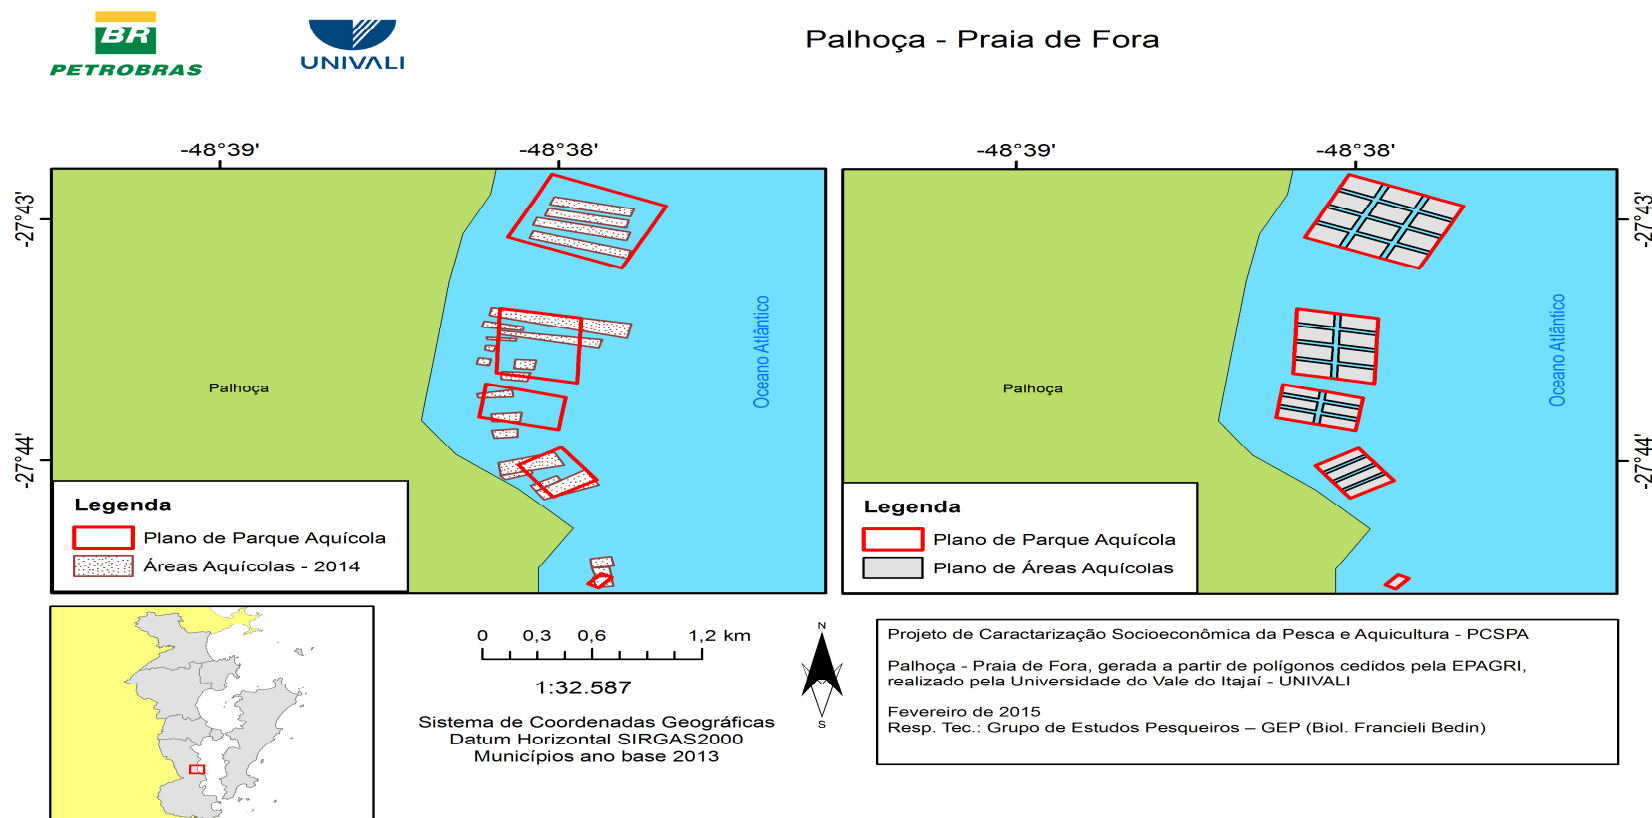 BR
PETROBRAS
UNIVALI
Palhoça - Praia de Fora
-48°39'
-48°38'
-27°43'
-27°44'
Palhoça
Oceano Atlântico
Legenda
Plano de Parque Aquícola
Áreas Aquícolas - 2014
-48°39'
-48°38'
-27°43'
-27°44'
Palhoça
Oceano Atlântico
Legenda
Plano de Parque Aquícola
Plano de Áreas Aquícolas
0 0,3 0,6 1,2 km
1:32.587
Sistema de Coordenadas Geográficas
Datum Horizontal SIRGAS2000
Municípios ano base 2013
N
S
Projeto de Caractarização Socioeconômica da Pesca e Aquicultura - PCSPA
Palhoça - Praia de Fora, gerada a partir de polígonos cedidos pela EPAGRI,
realizado pela Universidade do Vale do Itajaí - UNIVALI
Fevereiro de 2015
Resp. Tec.: Grupo de Estudos Pesqueiros – GEP (Biol. Francieli Bedin)